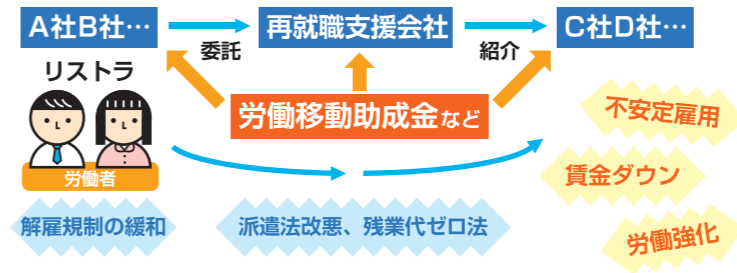 A社B社…
委託
再就職支援会社
紹介
C社D社…
リストラ
労働移動助成金など
労働者
不安定雇用
賃金ダウン
労働強化
解雇規制の緩和
派遣法改悪、残業代ゼロ法